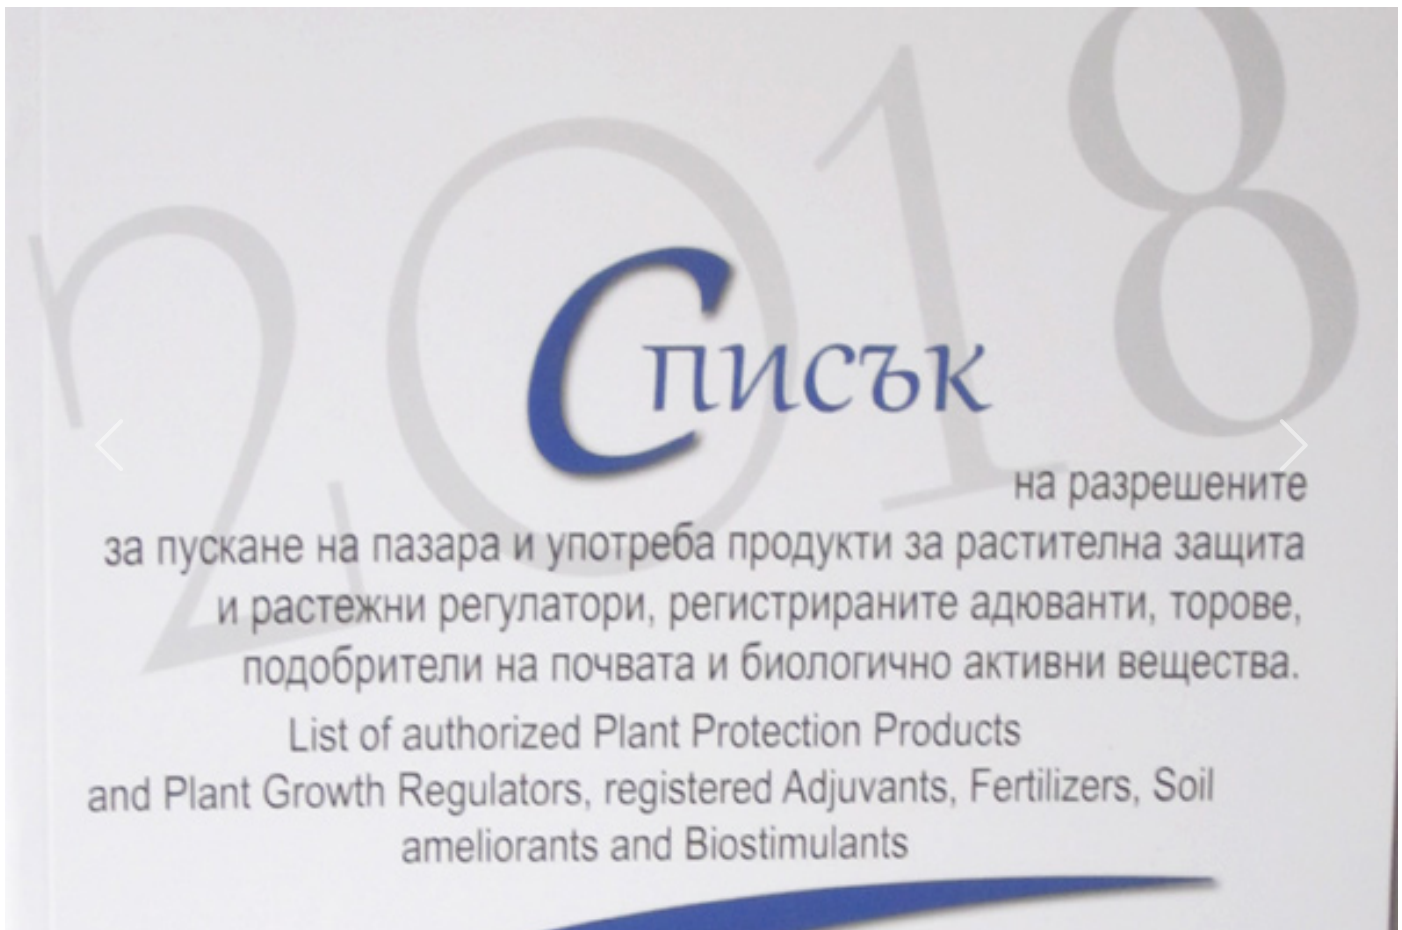 2018
Списък
на разрешените
за пускане на пазара и употреба продукти за растителна защита
и растежни регулатори, регистрираните адюванти, торове,
подобрители на почвата и биологично активни вещества.
List of authorized Plant Protection Products
and Plant Growth Regulators, registered Adjuvants, Fertilizers, Soil
ameliorants and Biostimulants